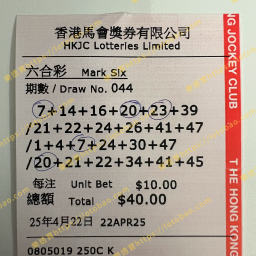 香港馬會獎券有限公司
HKJC Lotteries Limited
六合彩 Mark Six
期數 / Draw No. 044
7+14+16+20+23+39
/21+22+24+26+41+47
/1+4+7+24+30+47
/20+21+22+34+41+45
每注 Unit Bet $10.00
總額 Total $40.00
25年4月22日 22APR25
0805019 250C K
NG JOCKEY CLUB
THE HONG KONG